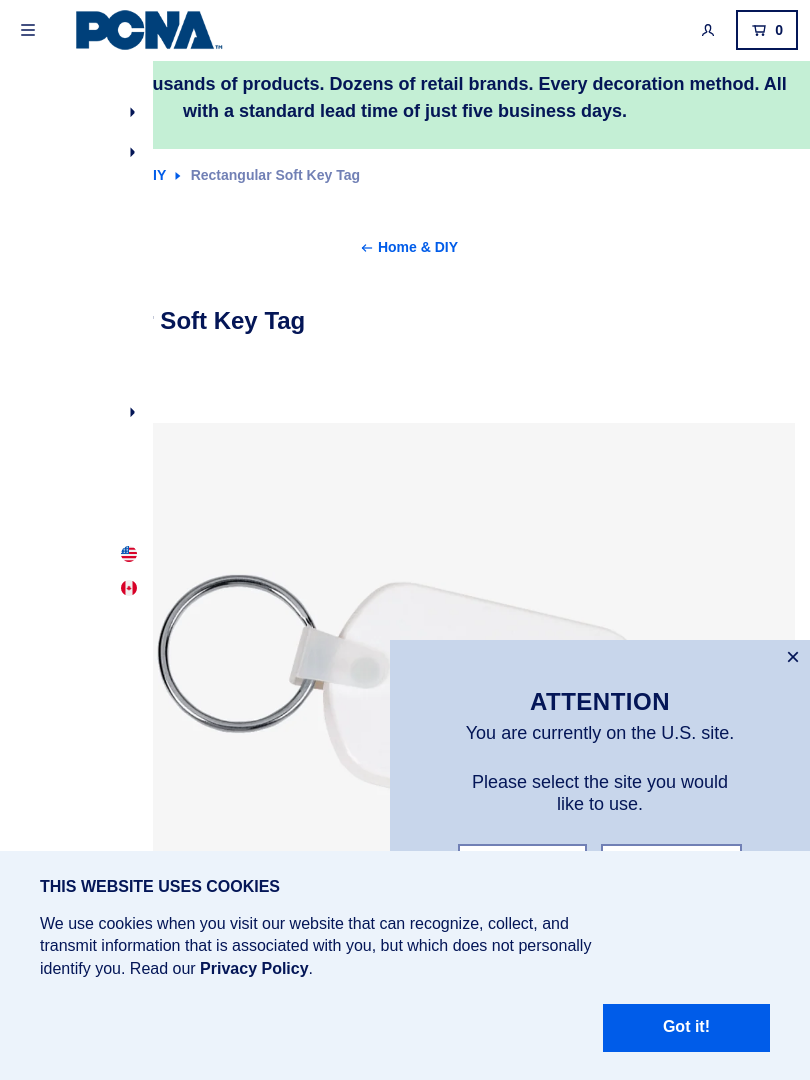 PCNA™
0
usands of products. Dozens of retail brands. Every decoration method. All
with a standard lead time of just five business days.
IY
Rectangular Soft Key Tag
Home & DIY
Soft Key Tag
×
ATTENTION
You are currently on the U.S. site.
Please select the site you would
like to use.
THIS WEBSITE USES COOKIES
We use cookies when you visit our website that can recognize, collect, and
transmit information that is associated with you, but which does not personally
identify you. Read our Privacy Policy.
Got it!